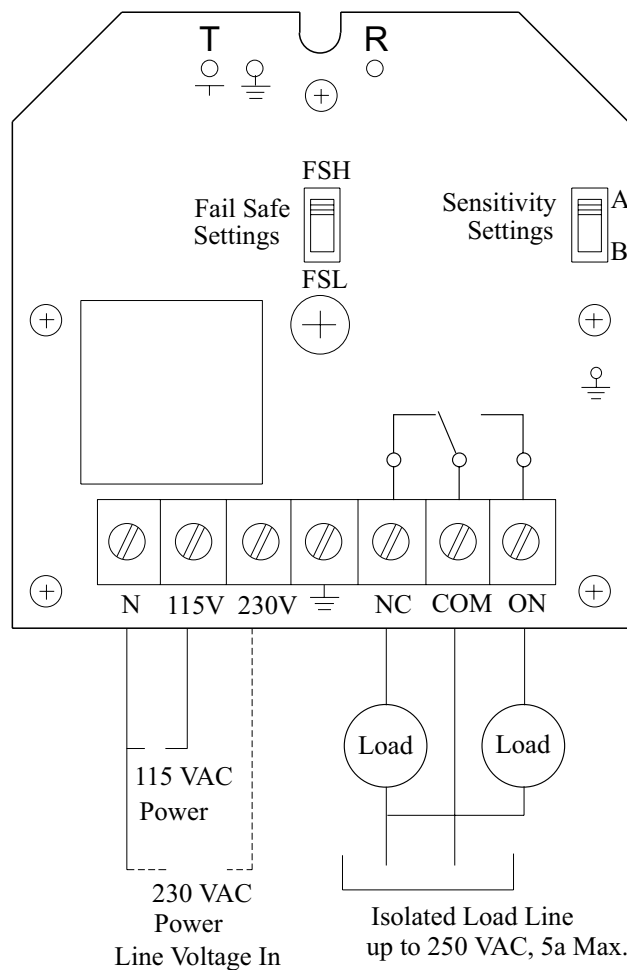 T R
FSH
Fail Safe
Settings
Sensitivity
Settings
A
B
FSL
N 115V 230V NC COM ON
Load Load
115 VAC
Power
230 VAC
Power
Line Voltage In
Isolated Load Line
up to 250 VAC, 5a Max.